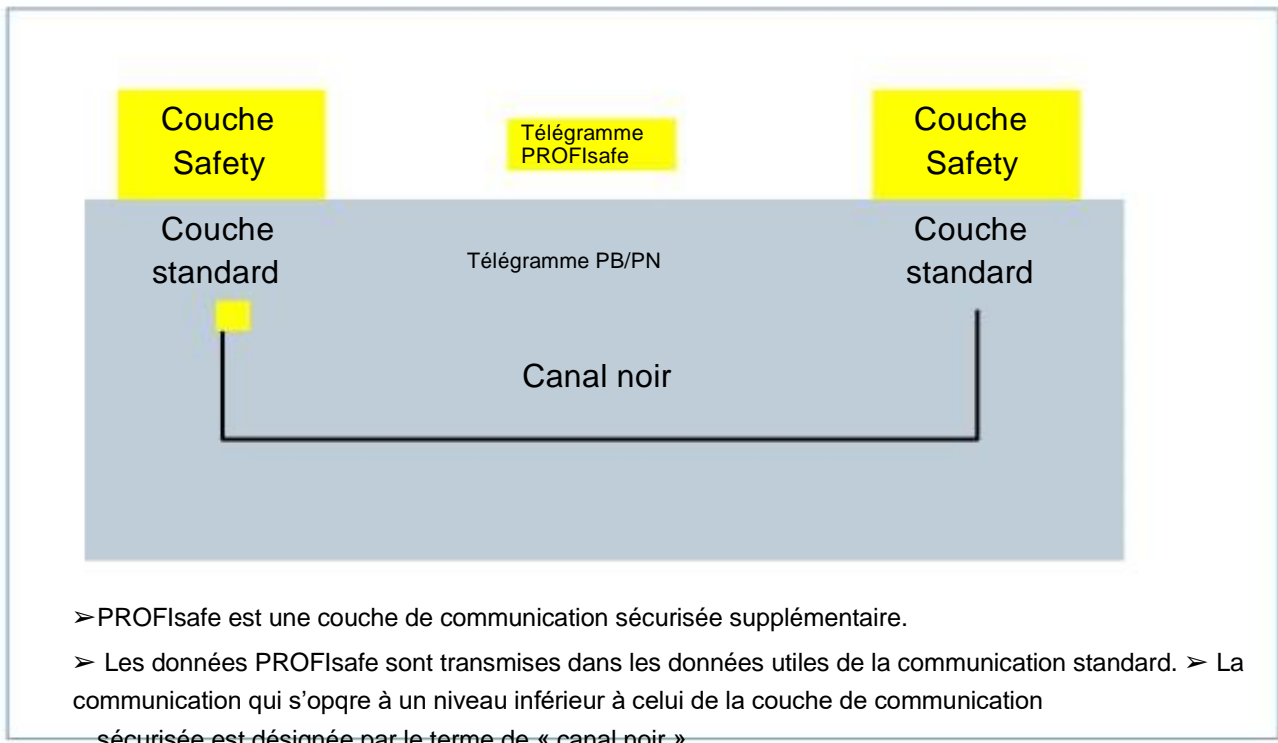 Couche
Safety
Télégramme
PROFIsafe
Couche
Safety
Couche
standard
Télégramme PB/PN
Couche
standard
Canal noir
➢PROFIsafe est une couche de communication sécurisée supplémentaire.
➢ Les données PROFIsafe sont transmises dans les données utiles de la communication standard. ➢ La
communication qui s’opqre à un niveau inférieur à celui de la couche de communication
sécurisée est désignée par le terme de « canal noir »